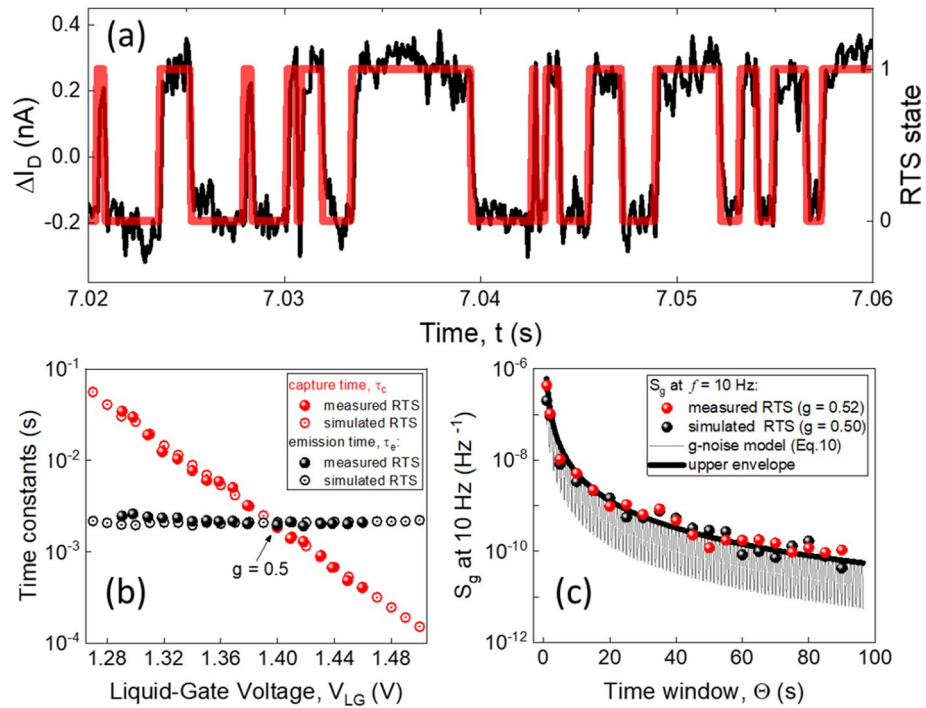 (a)
0.4
0.2
0.0
-0.2
ΔI_D (nA)
1
0
RTS state
7.02 7.03 7.04 7.05 7.06
Time, t (s)
10^-1
10^-2
10^-3
10^-4
Time constants (s)
capture time, τ_c
measured RTS
simulated RTS
emission time, τ_e:
measured RTS
simulated RTS
g = 0.5
(b)
1.28 1.32 1.36 1.40 1.44 1.48
Liquid-Gate Voltage, V_LG (V)
10^-6
10^-8
10^-10
10^-12
S_g at 10 Hz (Hz^-1)
S_g at f = 10 Hz:
measured RTS (g = 0.52)
simulated RTS (g = 0.50)
g-noise model (Eq.10)
upper envelope
(c)
0 20 40 60 80 100
Time window, Θ (s)